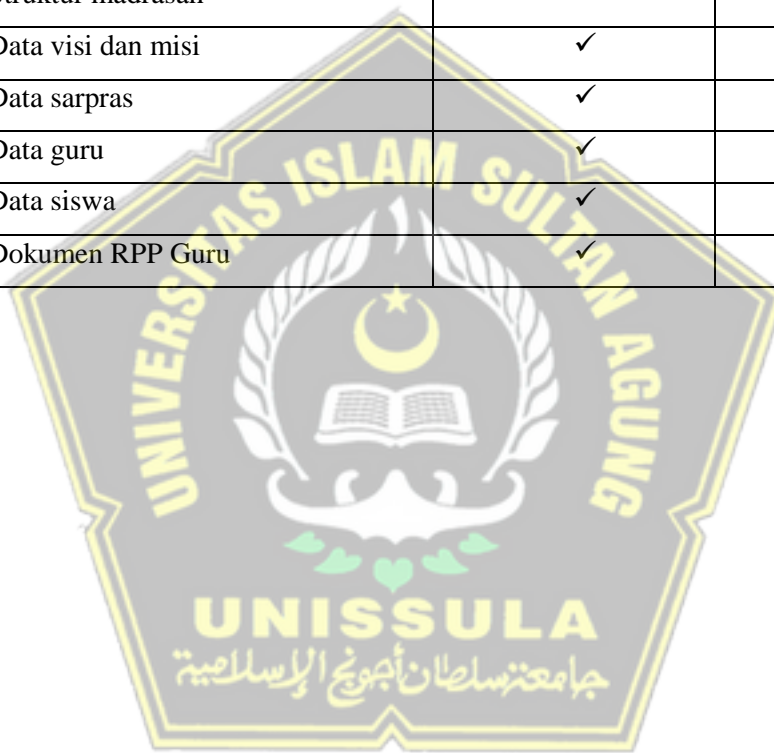 Struktur madrasah
Data visi dan misi ✓
Data sarpras ✓
Data guru ✓
Data siswa ✓
Dokumen RPP Guru ✓
UNIVERSITAS ISLAM SULTAN AGUNG
UNISSULA
جامعة سلطان أجونج الإسلامية